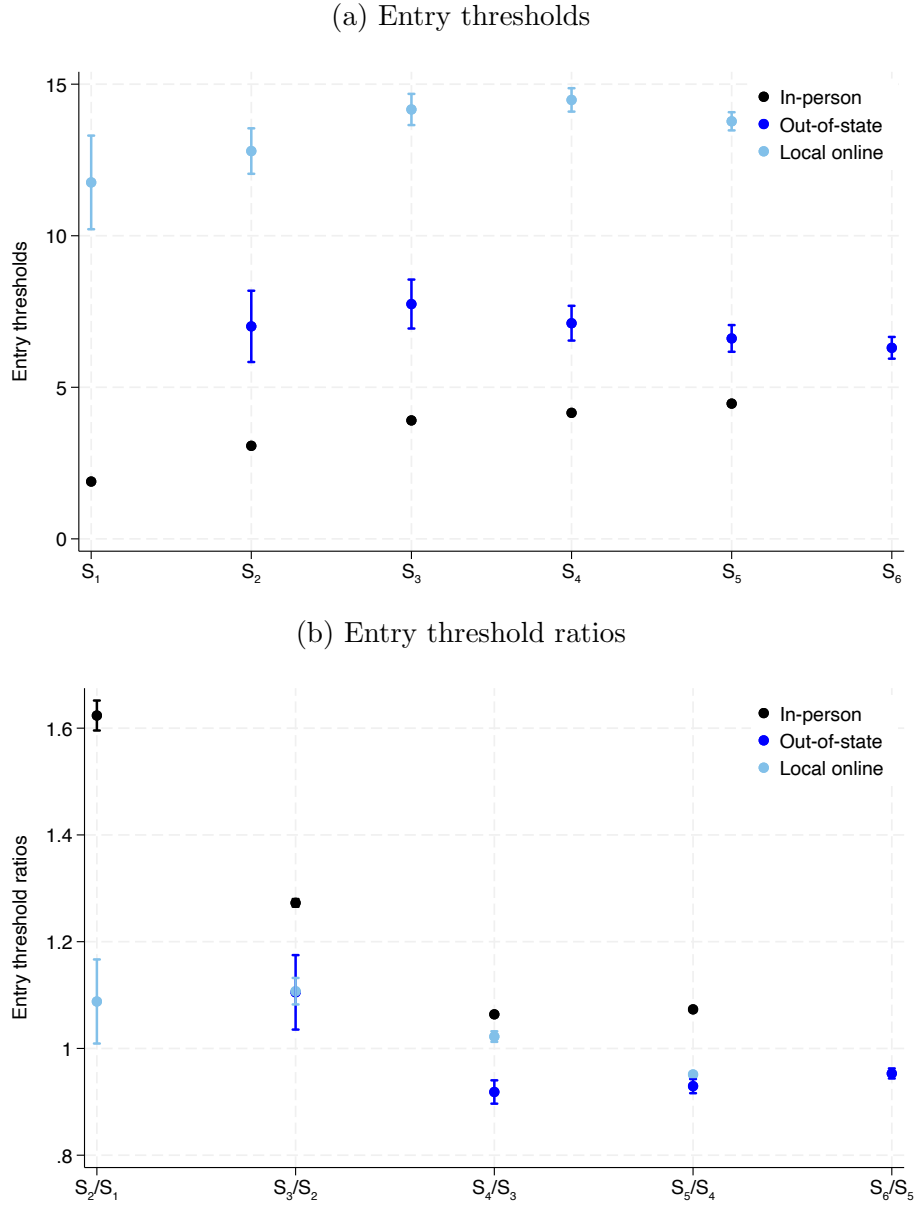 (a) Entry thresholds
15
10
5
0
Entry thresholds
In-person
Out-of-state
Local online
S₁ S₂ S₃ S₄ S₅ S₆
(b) Entry threshold ratios
1.6
1.4
1.2
1
.8
Entry threshold ratios
In-person
Out-of-state
Local online
S₂/S₁ S₃/S₂ S₄/S₃ S₅/S₄ S₆/S₅